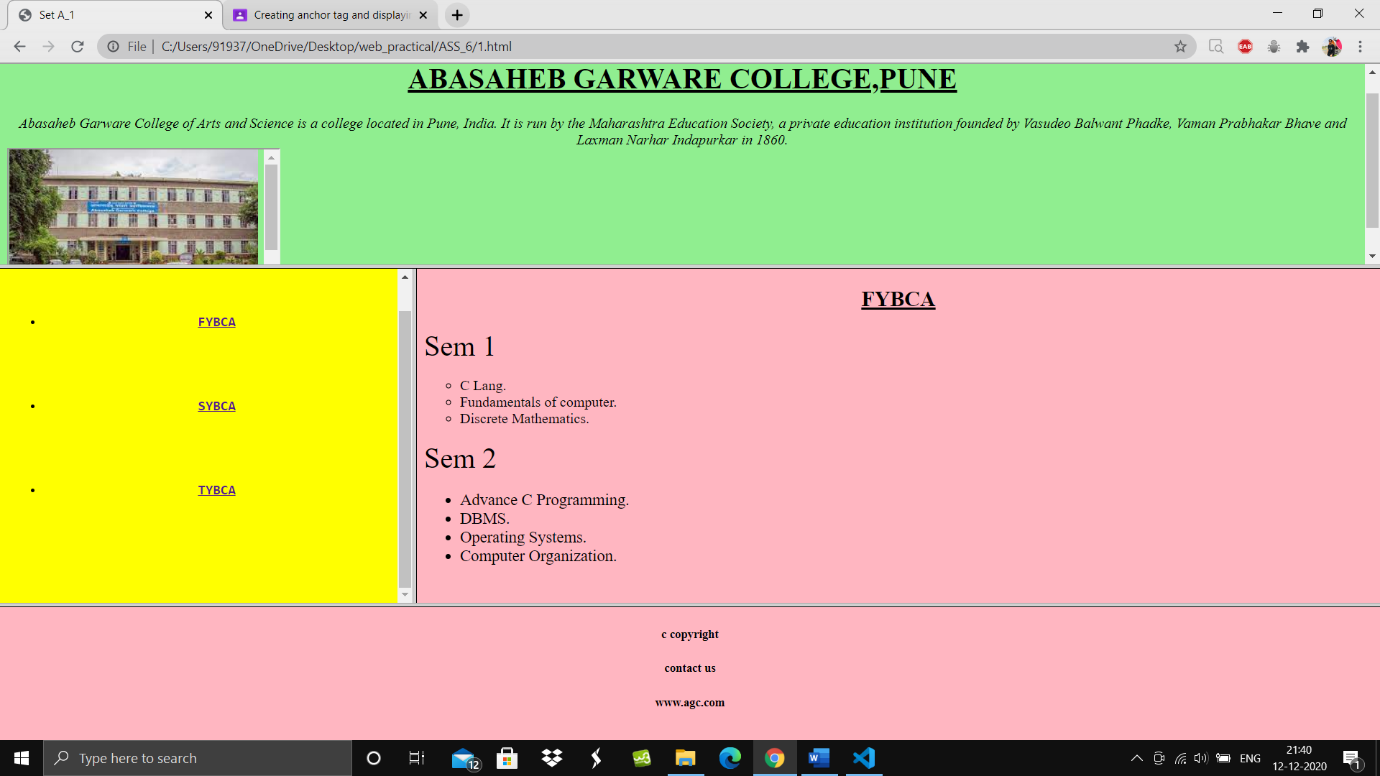 Set A_1
Creating anchor tag and displayi
File | C:/Users/91937/OneDrive/Desktop/web_practical/ASS_6/1.html
EAB
ABASAHEB GARWARE COLLEGE,PUNE
Abasaheb Garware College of Arts and Science is a college located in Pune, India. It is run by the Maharashtra Education Society, a private education institution founded by Vasudeo Balwant Phadke, Vaman Prabhakar Bhave and
Laxman Narhar Indapurkar in 1860.
Abasaheb Garware College
FYBCA
SYBCA
TYBCA
FYBCA
Sem 1
C Lang.
Fundamentals of computer.
Discrete Mathematics.
Sem 2
Advance C Programming.
DBMS.
Operating Systems.
Computer Organization.
c copyright
contact us
www.agc.com
Type here to search
12
ENG
21:40
12-12-2020
1